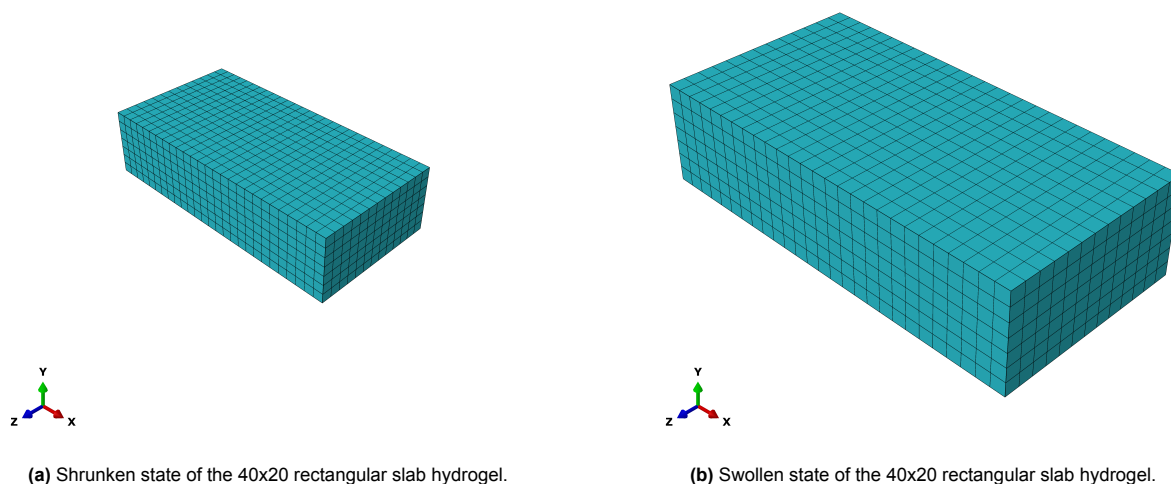 Y
Z
X
Y
Z
X
(a) Shrunken state of the 40x20 rectangular slab hydrogel.
(b) Swollen state of the 40x20 rectangular slab hydrogel.